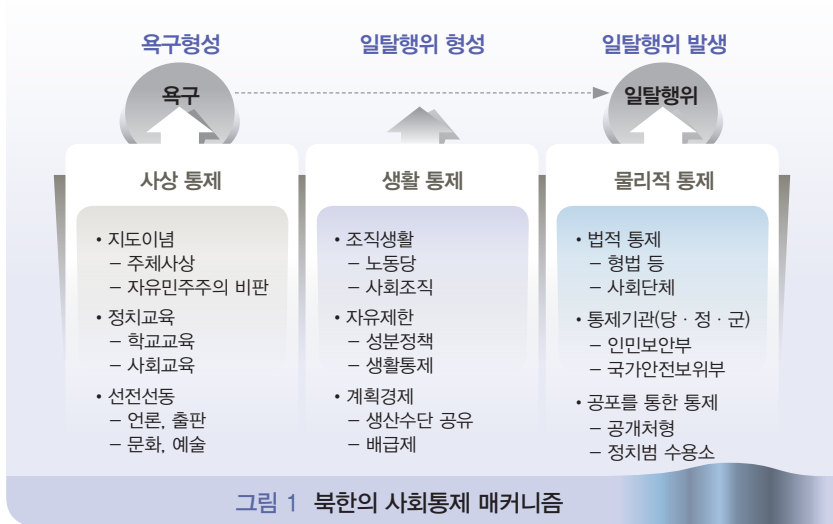 욕구형성
일탈행위 형성
일탈행위 발생
욕구
일탈행위
사상 통제
• 지도이념
– 주체사상
– 자유민주주의 비판
• 정치교육
– 학교교육
– 사회교육
• 선전선동
– 언론, 출판
– 문화, 예술
생활 통제
• 조직생활
– 노동당
– 사회조직
• 자유제한
– 성분정책
– 생활통제
• 계획경제
– 생산수단 공유
– 배급제
물리적 통제
• 법적 통제
– 형법 등
– 사회단체
• 통제기관(당 · 정 · 군)
– 인민보안부
– 국가안전보위부
• 공포를 통한 통제
– 공개처형
– 정치범 수용소
그림 1 북한의 사회통제 매커니즘